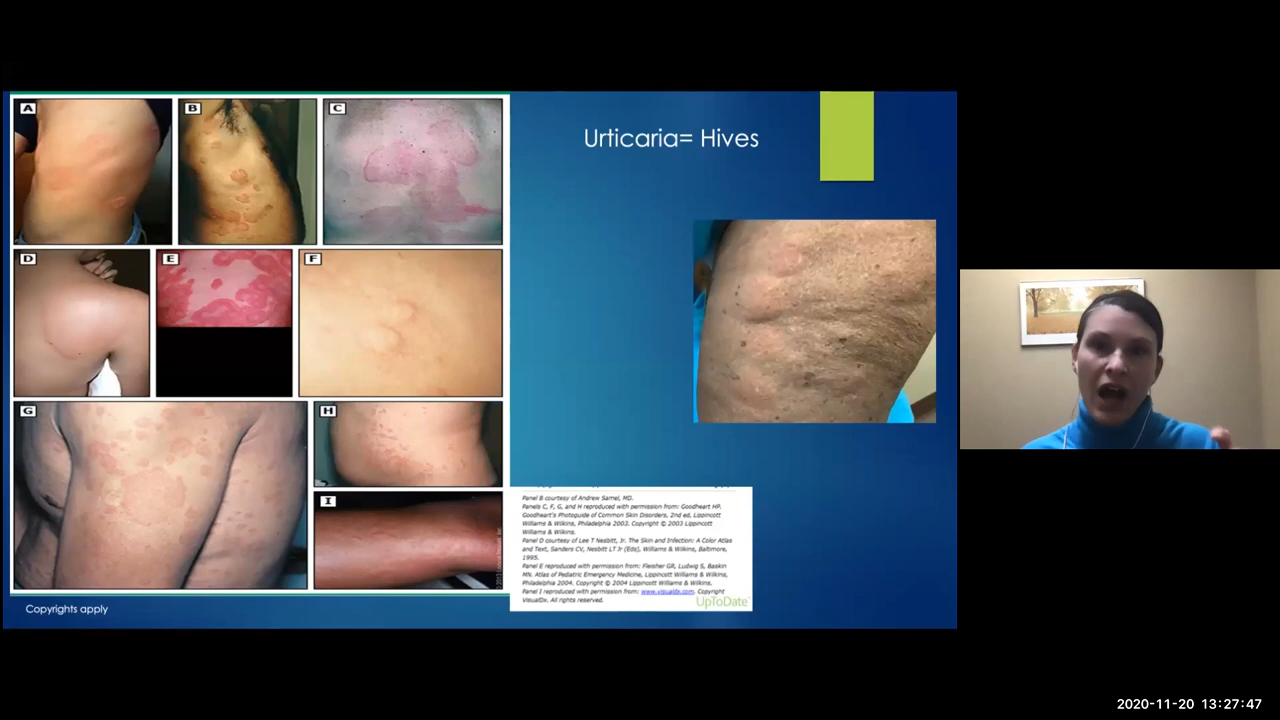 A
B
C
Urticaria= Hives
D
E
F
G
H
I
Panel B courtesy of Andrew Samel, MD.
Panels C, F, G, and H reproduced with permission from: Goodheart HP.
Goodheart's Photoguide of Common Skin Disorders, 2nd ed, Lippincott
Williams & Wilkins, Philadelphia 2003. Copyright © 2003 Lippincott
Williams & Wilkins.
Panel D courtesy of Lee T Nesbitt, Jr. The Skin and Infection: A Color Atlas
and Text, Sanders CV, Nesbitt LT Jr (Eds), Williams & Wilkins, Baltimore,
1995.
Panel E reproduced with permission from: Fleisher GR, Ludwig S, Baskin
MN. Atlas of Pediatric Emergency Medicine, Lippincott Williams & Wilkins,
Philadelphia 2004. Copyright © 2004 Lippincott Williams & Wilkins.
Panel I reproduced with permission from: www.visualdx.com. Copyright
VisualDx. All rights reserved.
UpToDate
Copyrights apply
2020-11-20 13:27:47